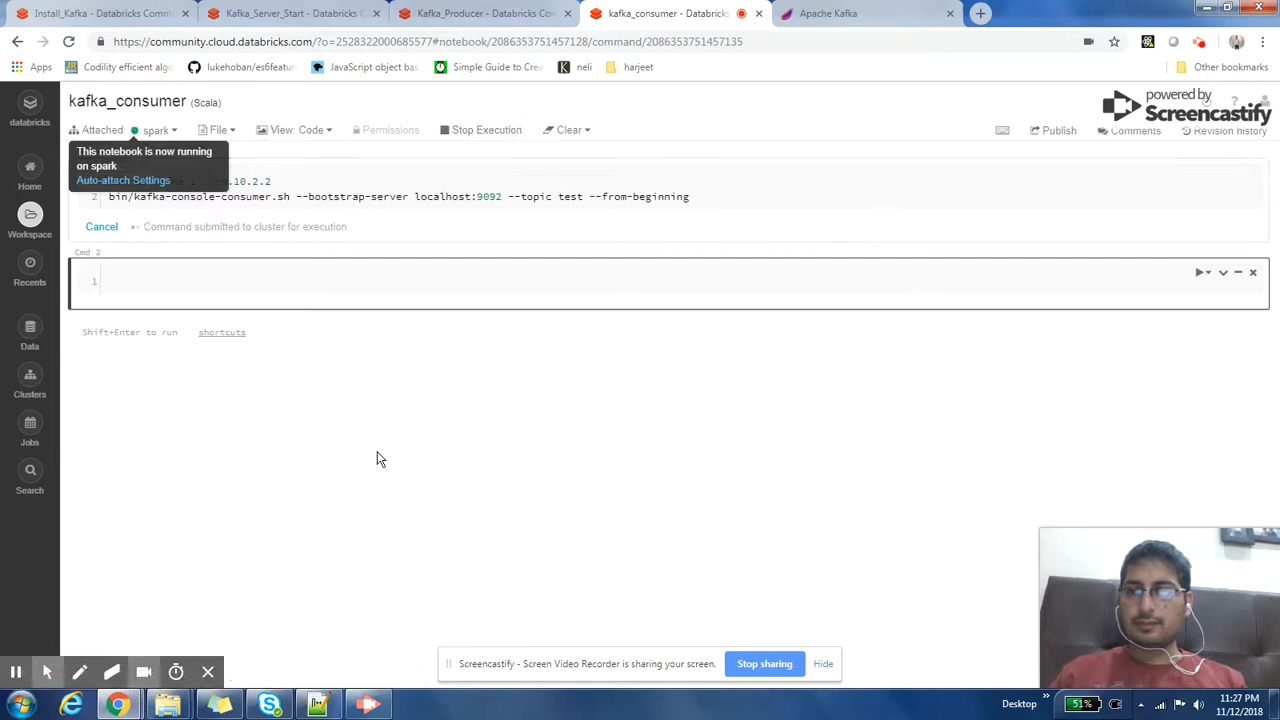 Install_Kafka - Databricks Comm
Kafka_Server_Start - Databricks C
Kafka_Producer - Databricks Co
kafka_consumer - Databricks
Apache Kafka
https://community.cloud.databricks.com/?o=2528322000685577#notebook/2086353751457128/command/2086353751457135
Apps
Codility efficient algo
lukehoban/es6featur
JavaScript object bas
Simple Guide to Crea
neli
harjeet
Other bookmarks
databricks
Home
Workspace
Recents
Data
Clusters
Jobs
Search
kafka_consumer (Scala)
powered by
Screencastify
Attached: spark
File
View: Code
Permissions
Stop Execution
Clear
Publish
Comments
Revision history
This notebook is now running
on spark
Auto-attach Settings
.10.2.2
2 bin/kafka-console-consumer.sh --bootstrap-server localhost:9092 --topic test --from-beginning
Cancel
Command submitted to cluster for execution
Cmd 2
1
Shift+Enter to run shortcuts
Screencastify - Screen Video Recorder is sharing your screen.
Stop sharing
Hide
Desktop
51%
11:27 PM
11/12/2018